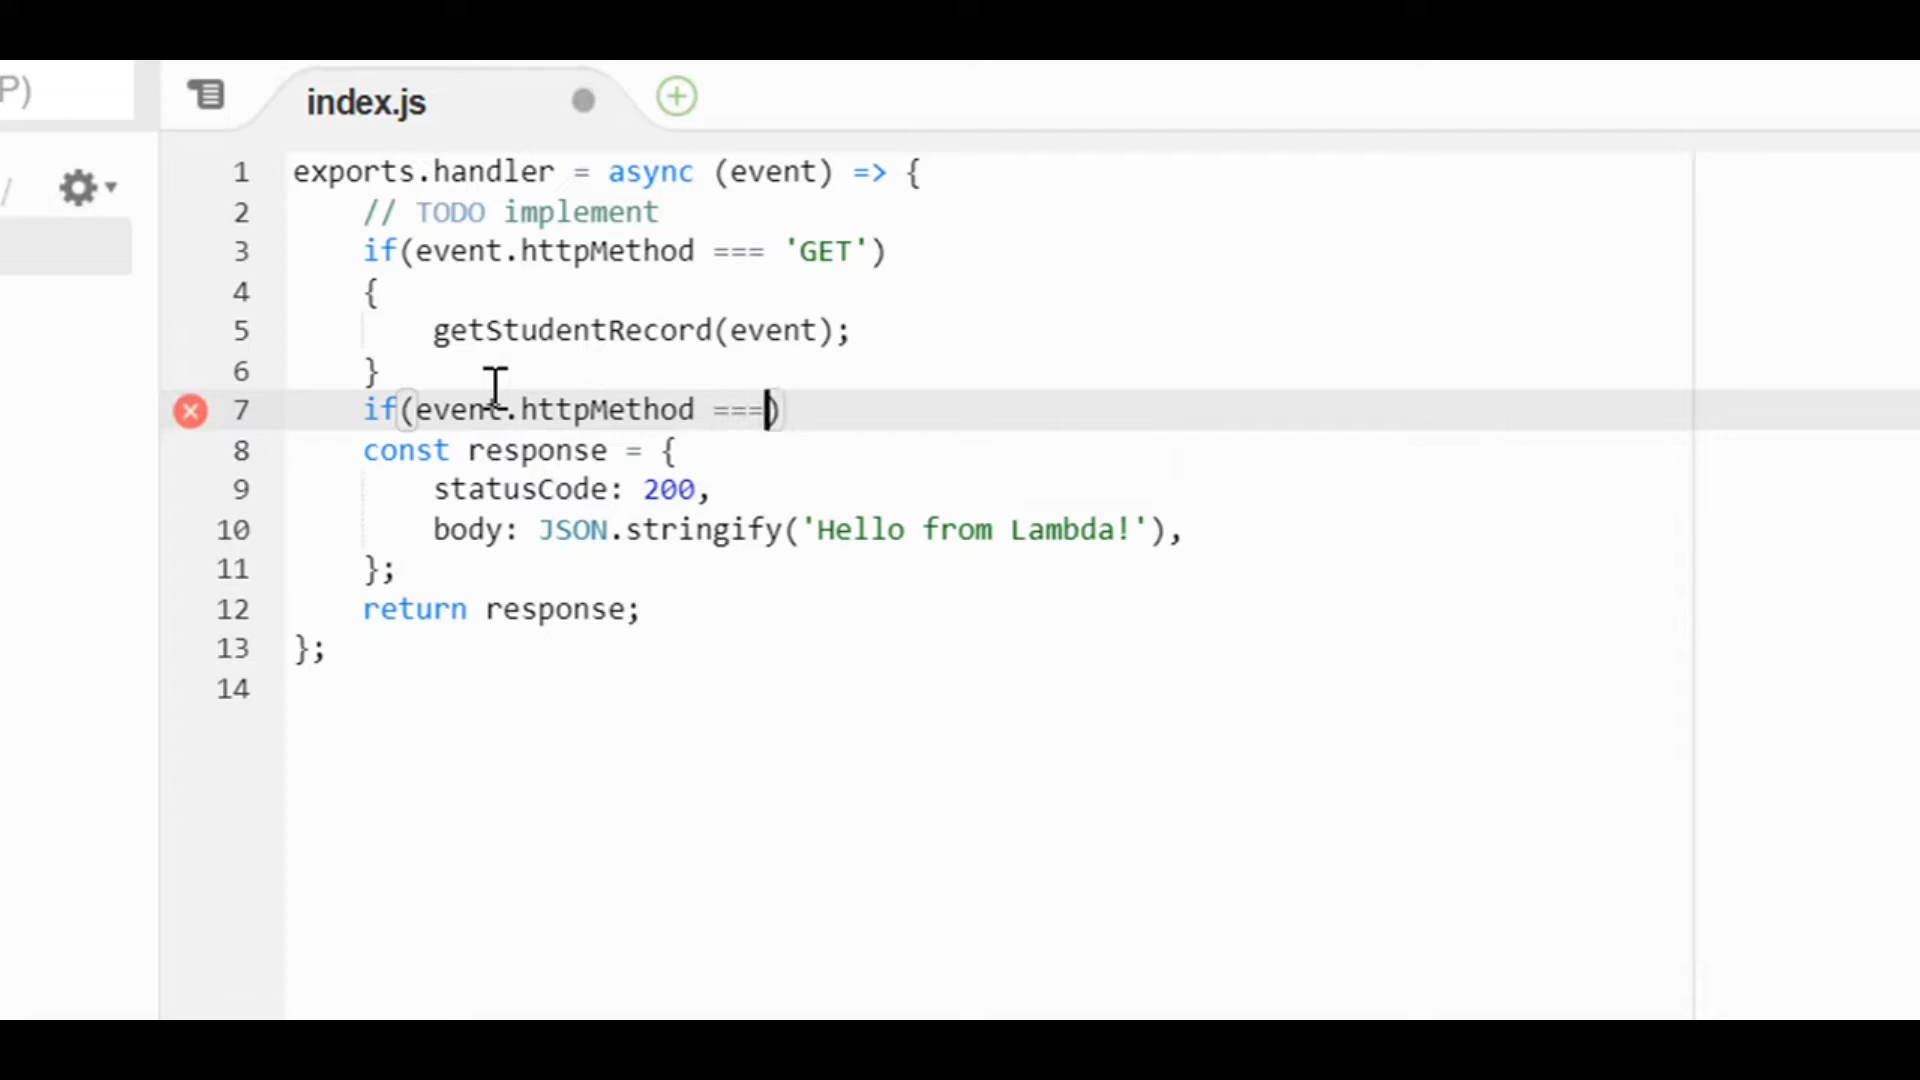 P)
index.js
/
1 exports.handler = async (event) => {
2 // TODO implement
3 if(event.httpMethod === 'GET')
4 {
5 getStudentRecord(event);
6 }
7 if(event.httpMethod ===)
8 const response = {
9 statusCode: 200,
10 body: JSON.stringify('Hello from Lambda!'),
11 };
12 return response;
13 };
14